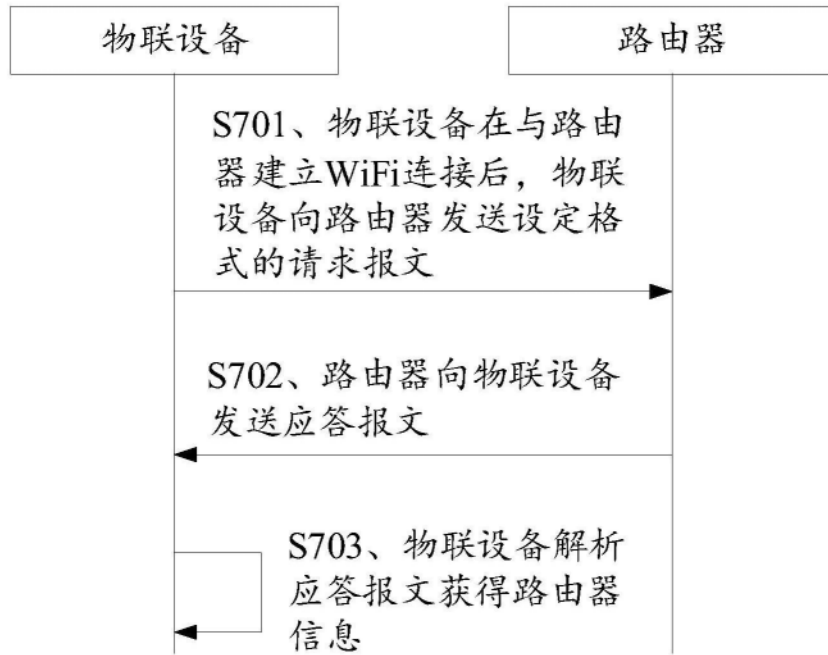 物联设备
路由器
S701、物联设备在与路由
器建立WiFi连接后，物联
设备向路由器发送设定格
式的请求报文
S702、路由器向物联设备
发送应答报文
S703、物联设备解析
应答报文获得路由器
信息